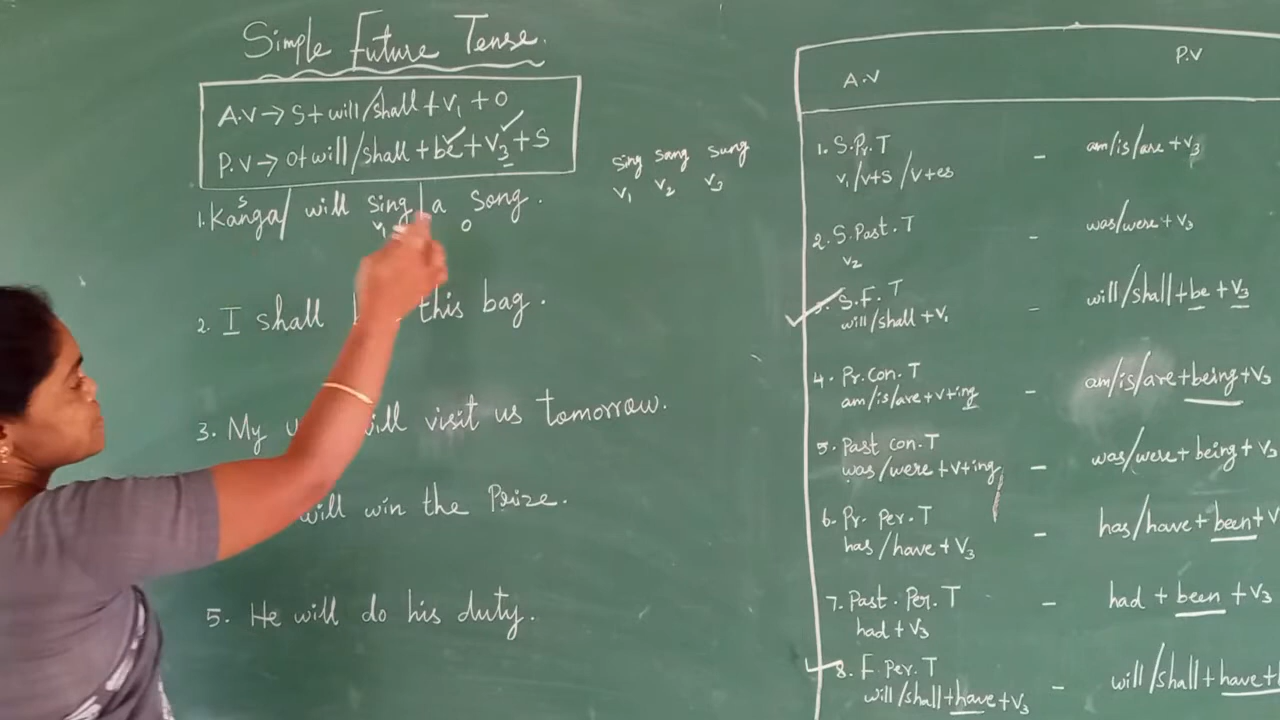 Simple Future Tense.
A.V → S+ will/shall + V1 + O
P.V → O+ will/shall + be + V3 + S
sing sang sung
V1 V2 V3
S
1. Kanga/ will sing/ a song.
V1 O
2. I shall this bag.
3. My will visit us tomorrow.
will win the Prize.
5. He will do his duty.
A.V P.V
1. S.Pr.T - am/is/are + V3
V1/V+S/V+es
2. S.Past.T - was/were + V3
V2
S.F.T - will/shall + be + V3
will/shall + V1
4. Pr.con.T - am/is/are + being + V3
am/is/are + V + ing
5. Past con.T - was/were + being + V3
was/were + V + ing
6. Pr. Per. T - has/have + been + V
has/have + V3
7. Past. Per. T - had + been + V3
had + V3
8. F. Per. T - will/shall + have +
will/shall + have + V3